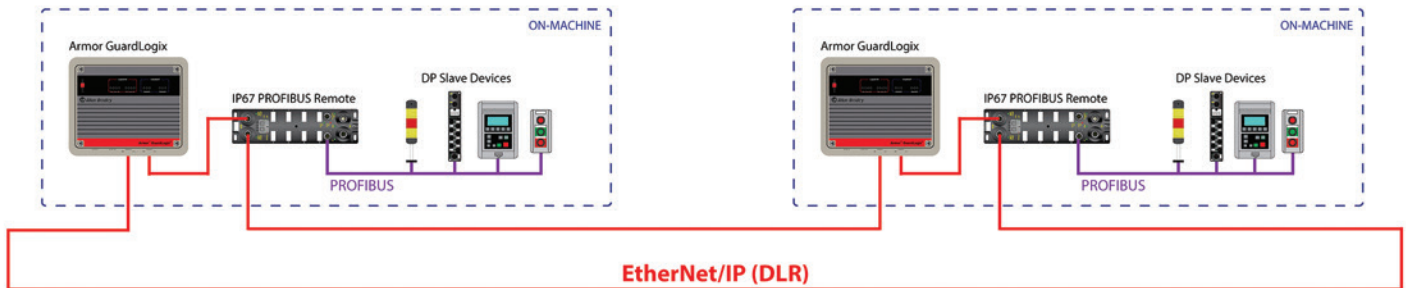 ON-MACHINE
Armor GuardLogix
DP Slave Devices
IP67 PROFIBUS Remote
PROFIBUS
ON-MACHINE
Armor GuardLogix
DP Slave Devices
IP67 PROFIBUS Remote
PROFIBUS
EtherNet/IP (DLR)